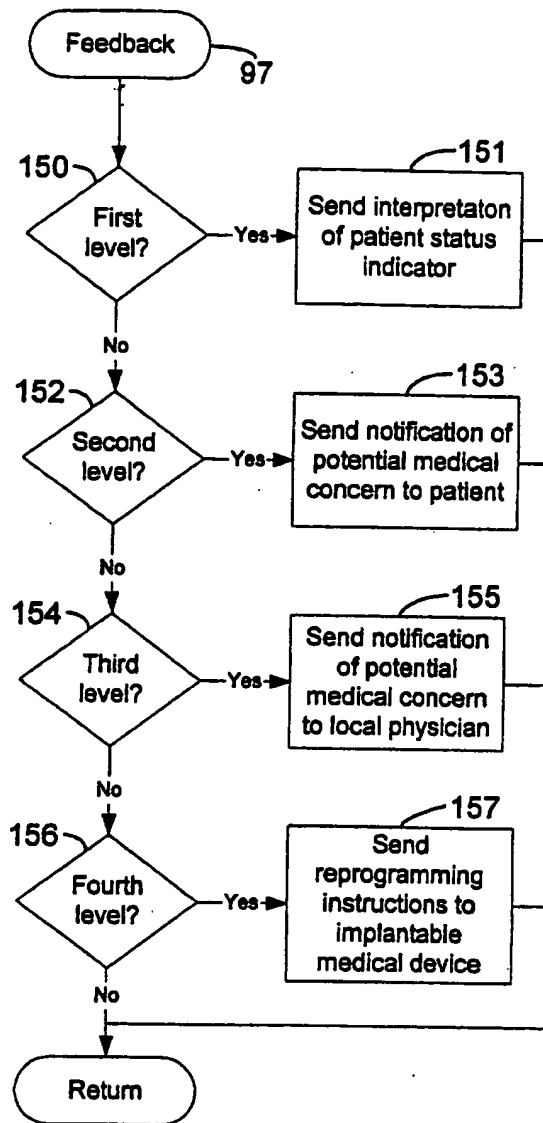 Feedback
97
150
151
First
level?
Yes
Send interpretaton
of patient status
indicator
No
152
153
Second
level?
Yes
Send notification of
potential medical
concern to patient
No
154
155
Third
level?
Yes
Send notification
of potential
medical concern
to local physician
No
156
157
Fourth
level?
Yes
Send
reprogramming
instructions to
implantable
medical device
No
Return